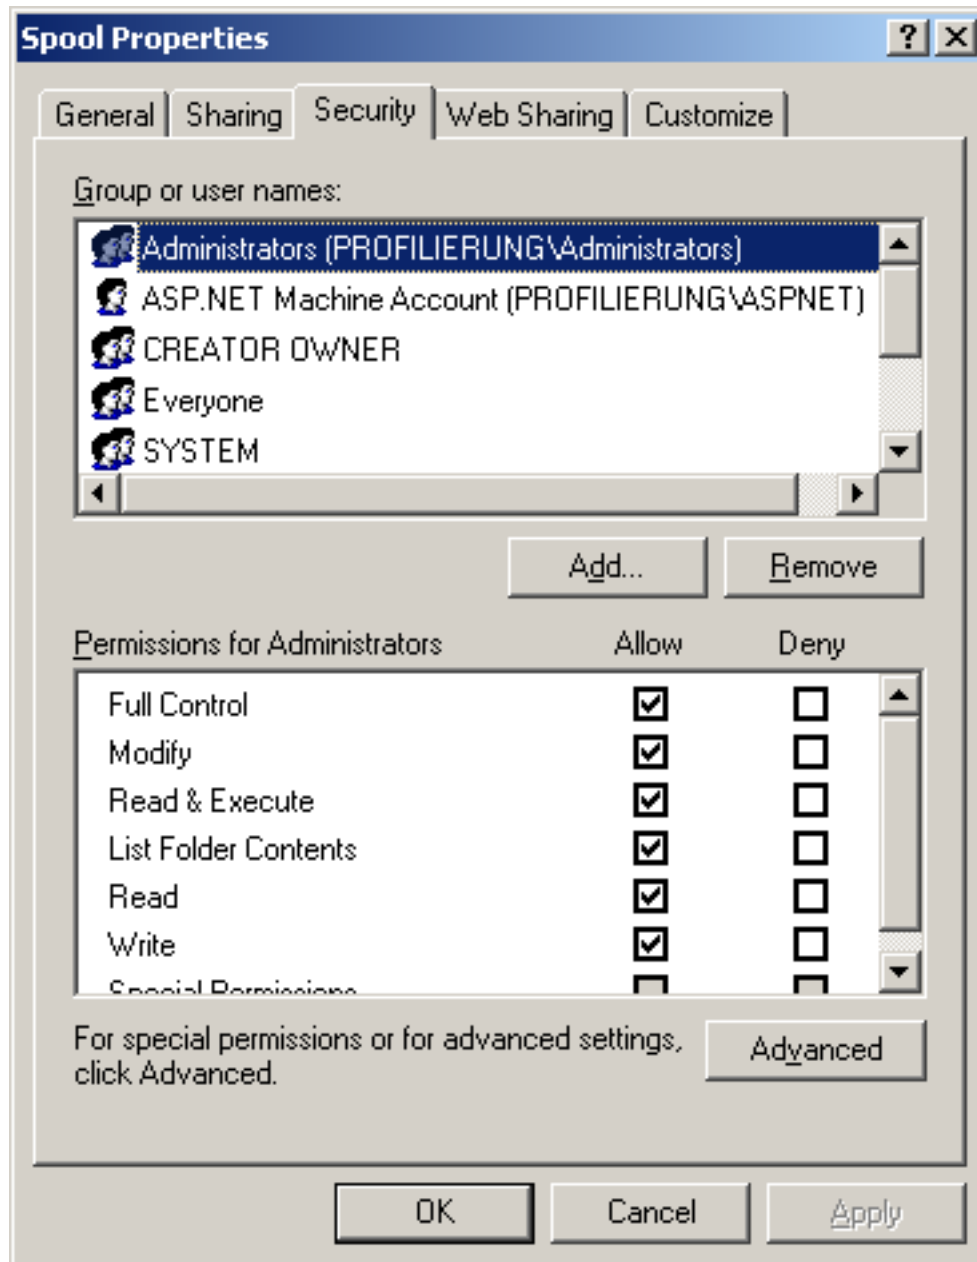 Spool Properties
General Sharing Security Web Sharing Customize
Group or user names:
Administrators (PROFILIERUNG\Administrators)
ASP.NET Machine Account (PROFILIERUNG\ASPNET)
CREATOR OWNER
Everyone
SYSTEM
Add... Remove
Permissions for Administrators Allow Deny
Full Control
Modify
Read & Execute
List Folder Contents
Read
Write
Special Permissions
For special permissions or for advanced settings, Advanced
click Advanced.
OK Cancel Apply